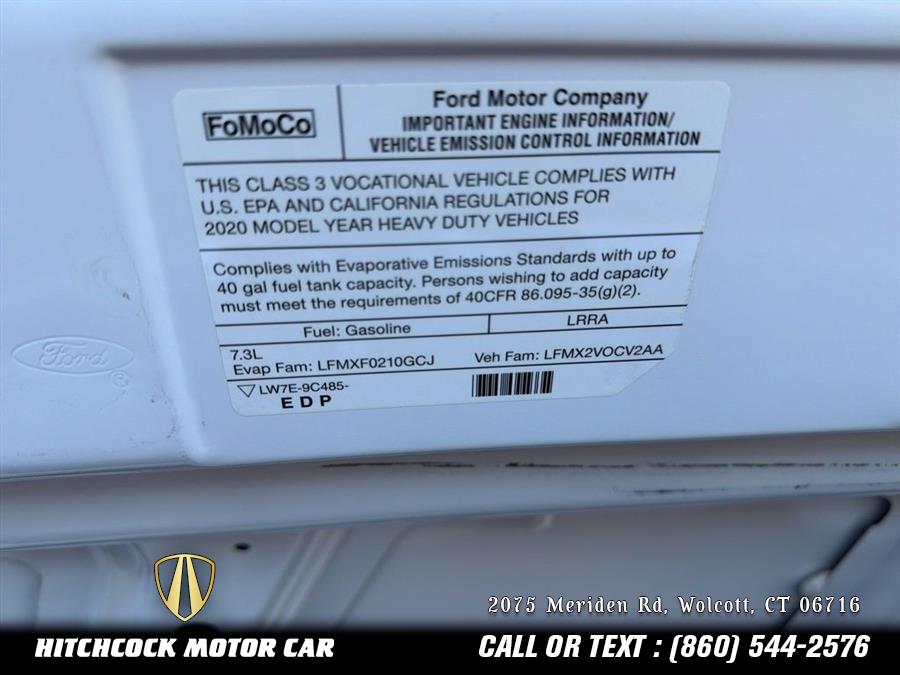 FoMoCo
Ford Motor Company
IMPORTANT ENGINE INFORMATION/
VEHICLE EMISSION CONTROL INFORMATION
THIS CLASS 3 VOCATIONAL VEHICLE COMPLIES WITH
U.S. EPA AND CALIFORNIA REGULATIONS FOR
2020 MODEL YEAR HEAVY DUTY VEHICLES
Complies with Evaporative Emissions Standards with up to
40 gal fuel tank capacity. Persons wishing to add capacity
must meet the requirements of 40CFR 86.095-35(g)(2).
Fuel: Gasoline LRRA
7.3L
Evap Fam: LFMXF0210GCJ Veh Fam: LFMX2VOCV2AA
LW7E-9C485-
EDP
Ford ®
2075 Meriden Rd, Wolcott, CT 06716
HITCHCOCK MOTOR CAR CALL OR TEXT : (860) 544-2576